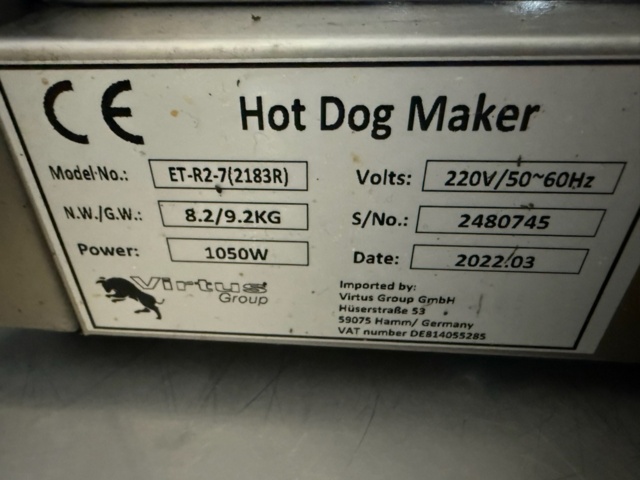 CE Hot Dog Maker
Model No.: ET-R2-7(2183R) Volts: 220V/50~60Hz
N.W./G.W.: 8.2/9.2KG S/No.: 2480745
Power: 1050W Date: 2022.03
Virtus
Group
Imported by:
Virtus Group GmbH
Hüserstraße 53
59075 Hamm/ Germany
VAT number DE814055285